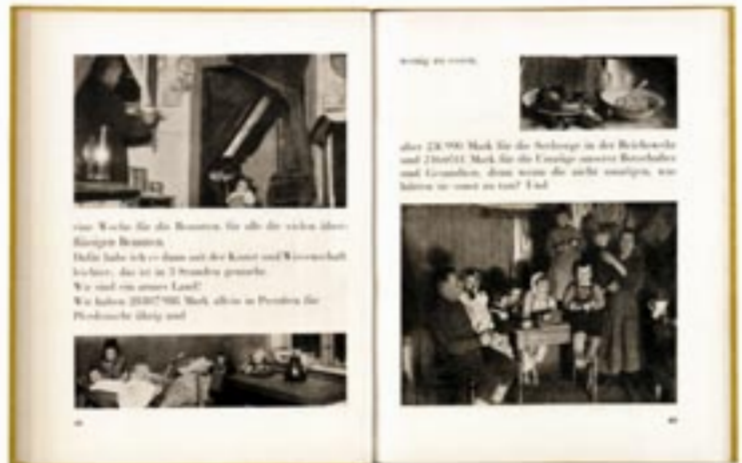 eine Woche für die Beamten, für alle die vielen über-
flüssigen Beamten.
Dafür habe ich es dann mit der Kunst und Wissenschaft
leichter, das ist in 3 Stunden gemacht.
Wir sind ein armes Land!
Wir haben Mark allein in Preußen für
Pferdezucht übrig und
wenig zu essen,
aber Mark für die Seelsorge in der Reichswehr
und Mark für die Umzüge unserer Botschafter
und Gesandten, denn wenn die nicht umzögen, was
hätten sie sonst zu tun? Und